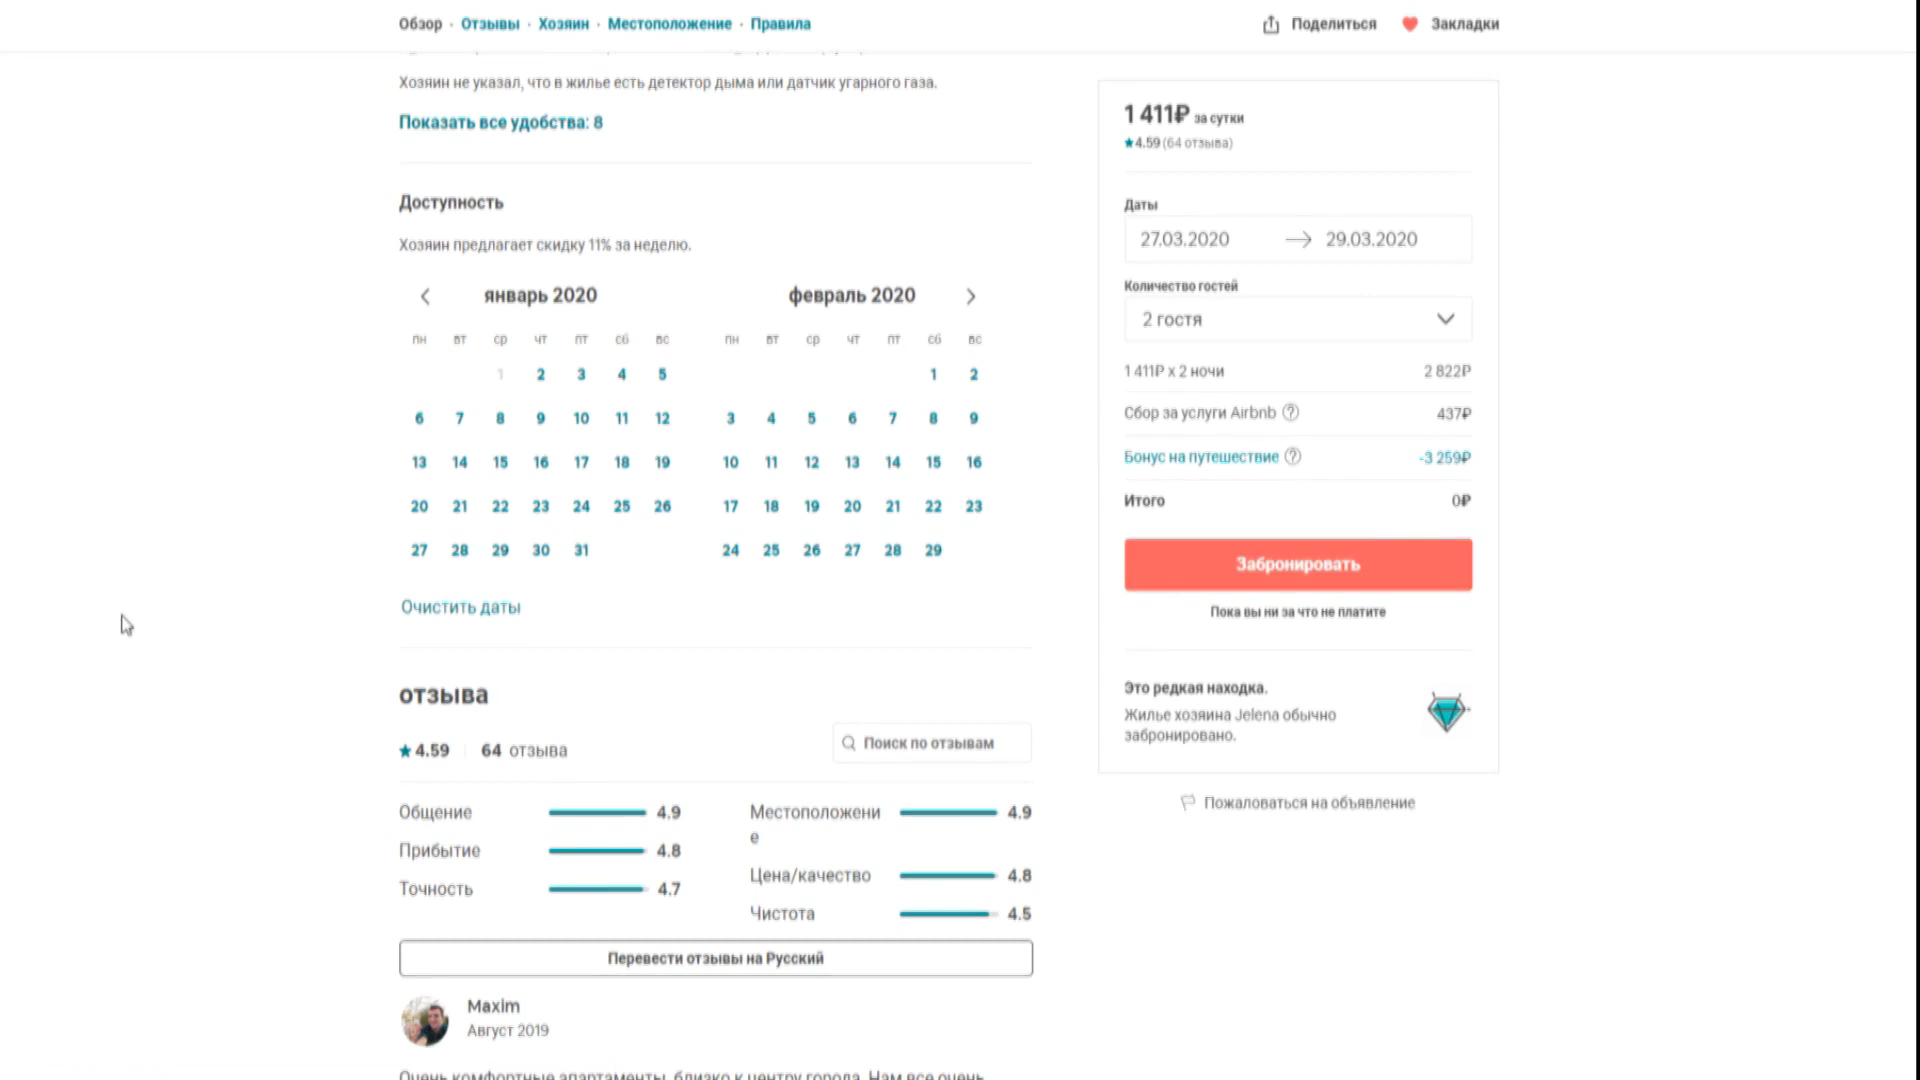 Обзор · Отзывы · Хозяин · Местоположение · Правила
Поделиться
Закладки
Хозяин не указал, что в жилье есть детектор дыма или датчик угарного газа.
Показать все удобства: 8
Доступность
Хозяин предлагает скидку 11% за неделю.
январь 2020
пн вт ср чт пт сб вс
1 2 3 4 5
6 7 8 9 10 11 12
13 14 15 16 17 18 19
20 21 22 23 24 25 26
27 28 29 30 31
февраль 2020
пн вт ср чт пт сб вс
1 2
3 4 5 6 7 8 9
10 11 12 13 14 15 16
17 18 19 20 21 22 23
24 25 26 27 28 29
Очистить даты
отзыва
4.59 64 отзыва
Поиск по отзывам
Общение 4.9
Прибытие 4.8
Точность 4.7
Местоположени
е 4.9
Цена/качество 4.8
Чистота 4.5
Перевести отзывы на Русский
Maxim
Август 2019
Очень комфортные апартаменты, близко к центру города. Нам все очень
1 411₽ за сутки
4.59 (64 отзыва)
Даты
27.03.2020 → 29.03.2020
Количество гостей
2 гостя
1 411₽ x 2 ночи 2 822₽
Сбор за услуги Airbnb ? 437₽
Бонус на путешествие ? -3 259₽
Итого 0₽
Забронировать
Пока вы ни за что не платите
Это редкая находка.
Жилье хозяина Jelena обычно
забронировано.
Пожаловаться на объявление